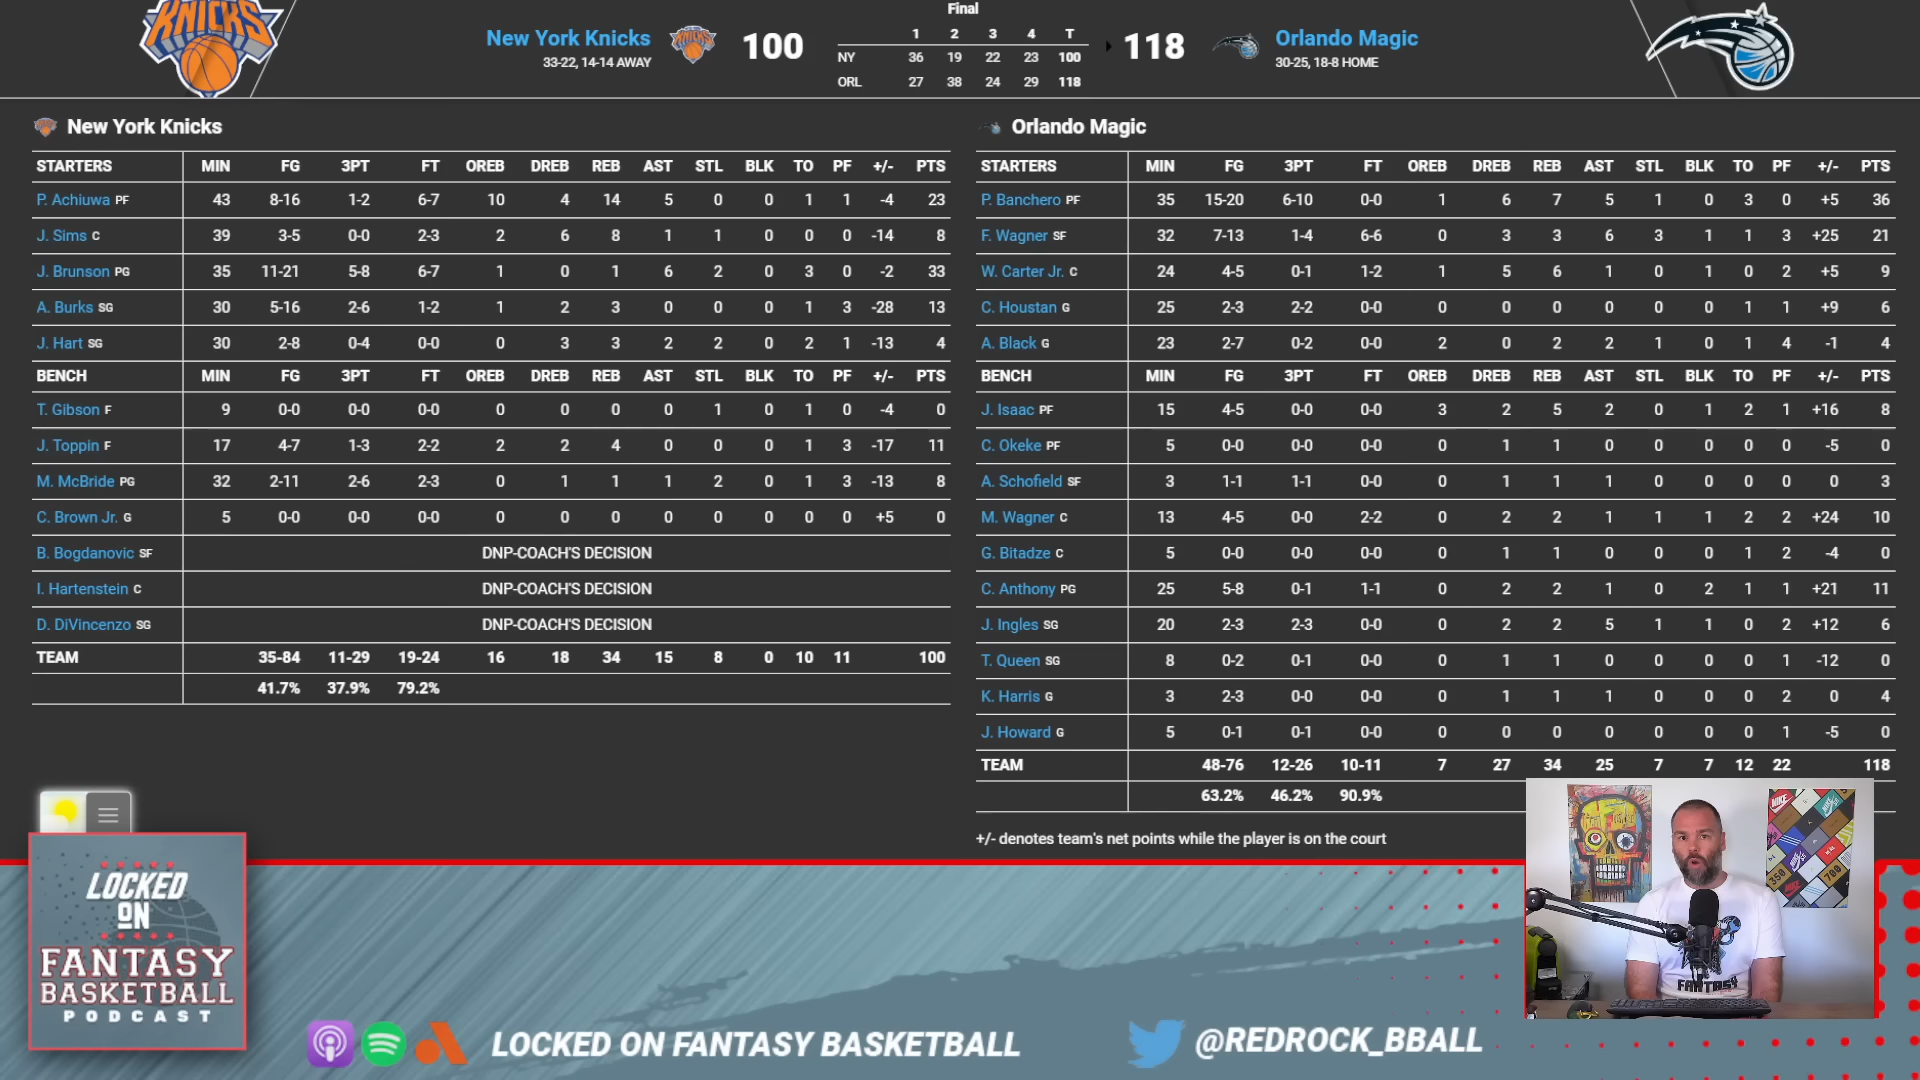 KNICKS
New York Knicks
33-22, 14-14 AWAY
KNICKS
100
Final
1 2 3 4 T
NY 36 19 22 23 100
ORL 27 38 24 29 118
118
Orlando Magic
30-25, 18-8 HOME
New York Knicks
STARTERS MIN FG 3PT FT OREB DREB REB AST STL BLK TO PF +/- PTS
P. Achiuwa PF 43 8-16 1-2 6-7 10 4 14 5 0 0 1 1 -4 23
J. Sims C 39 3-5 0-0 2-3 2 6 8 1 1 0 0 0 -14 8
J. Brunson PG 35 11-21 5-8 6-7 1 0 1 6 2 0 3 0 -2 33
A. Burks SG 30 5-16 2-6 1-2 1 2 3 0 0 0 1 3 -28 13
J. Hart SG 30 2-8 0-4 0-0 0 3 3 2 2 0 2 1 -13 4
BENCH MIN FG 3PT FT OREB DREB REB AST STL BLK TO PF +/- PTS
T. Gibson F 9 0-0 0-0 0-0 0 0 0 0 1 0 1 0 -4 0
J. Toppin F 17 4-7 1-3 2-2 2 2 4 0 0 0 1 3 -17 11
M. McBride PG 32 2-11 2-6 2-3 0 1 1 1 2 0 1 3 -13 8
C. Brown Jr. G 5 0-0 0-0 0-0 0 0 0 0 0 0 0 0 +5 0
B. Bogdanovic SF DNP-COACH'S DECISION
I. Hartenstein C DNP-COACH'S DECISION
D. DiVincenzo SG DNP-COACH'S DECISION
TEAM 35-84 11-29 19-24 16 18 34 15 8 0 10 11 100
41.7% 37.9% 79.2%
Orlando Magic
STARTERS MIN FG 3PT FT OREB DREB REB AST STL BLK TO PF +/- PTS
P. Banchero PF 35 15-20 6-10 0-0 1 6 7 5 1 0 3 0 +5 36
F. Wagner SF 32 7-13 1-4 6-6 0 3 3 6 3 1 1 3 +25 21
W. Carter Jr. C 24 4-5 0-1 1-2 1 5 6 1 0 1 0 2 +5 9
C. Houstan G 25 2-3 2-2 0-0 0 0 0 0 0 0 1 1 +9 6
A. Black G 23 2-7 0-2 0-0 2 0 2 2 1 0 1 4 -1 4
BENCH MIN FG 3PT FT OREB DREB REB AST STL BLK TO PF +/- PTS
J. Isaac PF 15 4-5 0-0 0-0 3 2 5 2 0 1 2 1 +16 8
C. Okeke PF 5 0-0 0-0 0-0 0 1 1 0 0 0 0 0 -5 0
A. Schofield SF 3 1-1 1-1 0-0 0 1 1 1 0 0 0 0 0 3
M. Wagner C 13 4-5 0-0 2-2 0 2 2 1 1 1 2 2 +24 10
G. Bitadze C 5 0-0 0-0 0-0 0 1 1 0 0 0 1 2 -4 0
C. Anthony PG 25 5-8 0-1 1-1 0 2 2 1 0 2 1 1 +21 11
J. Ingles SG 20 2-3 2-3 0-0 0 2 2 5 1 1 0 2 +12 6
T. Queen SG 8 0-2 0-1 0-0 0 1 1 0 0 0 0 1 -12 0
K. Harris G 3 2-3 0-0 0-0 0 1 1 1 0 0 0 2 0 4
J. Howard G 5 0-1 0-1 0-0 0 0 0 0 0 0 0 1 -5 0
TEAM 48-76 12-26 10-11 7 27 34 25 7 7 12 22 118
63.2% 46.2% 90.9%
+/- denotes team's net points while the player is on the court
LOCKED
ON
FANTASY
BASKETBALL
PODCAST
LOCKED ON FANTASY BASKETBALL
@REDROCK_BBALL
NIKE
350
700
FANTASY